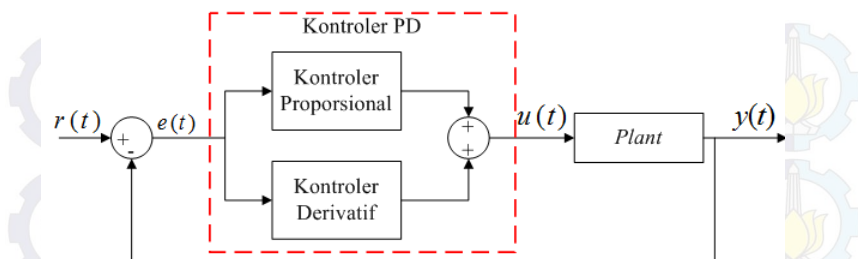 Kontroler PD
Kontroler
Proporsional
r(t)
+
-
e(t)
+
+
u(t)
Plant
y(t)
Kontroler
Derivatif